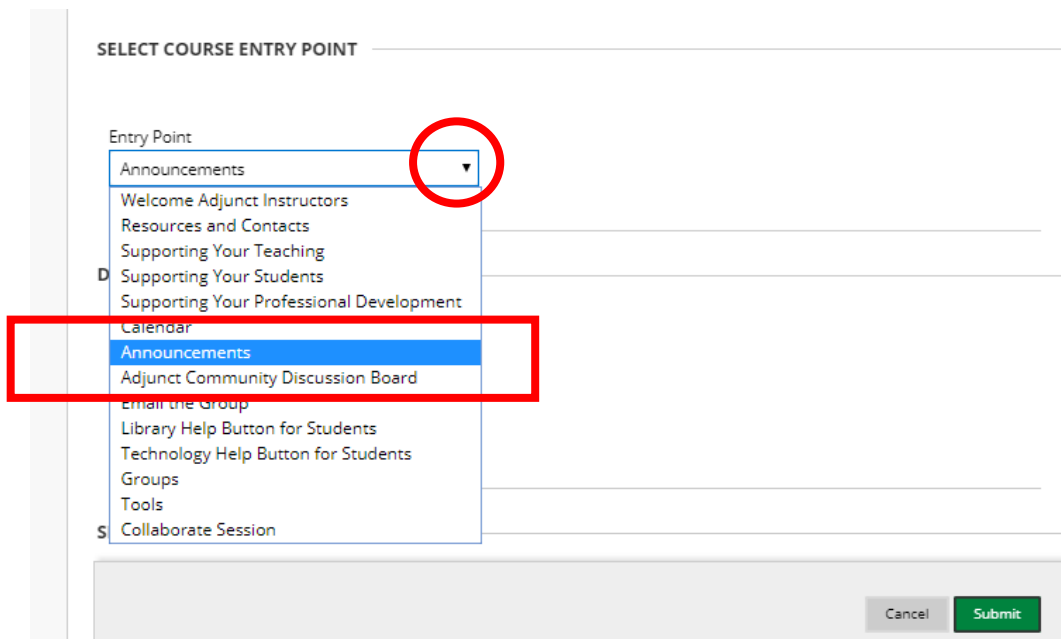 SELECT COURSE ENTRY POINT
Entry Point
Announcements
Welcome Adjunct Instructors
Resources and Contacts
Supporting Your Teaching
D
Supporting Your Students
Supporting Your Professional Development
Calendar
Announcements
Adjunct Community Discussion Board
Email the Group
Library Help Button for Students
Technology Help Button for Students
Groups
Tools
S
Collaborate Session
Cancel
Submit